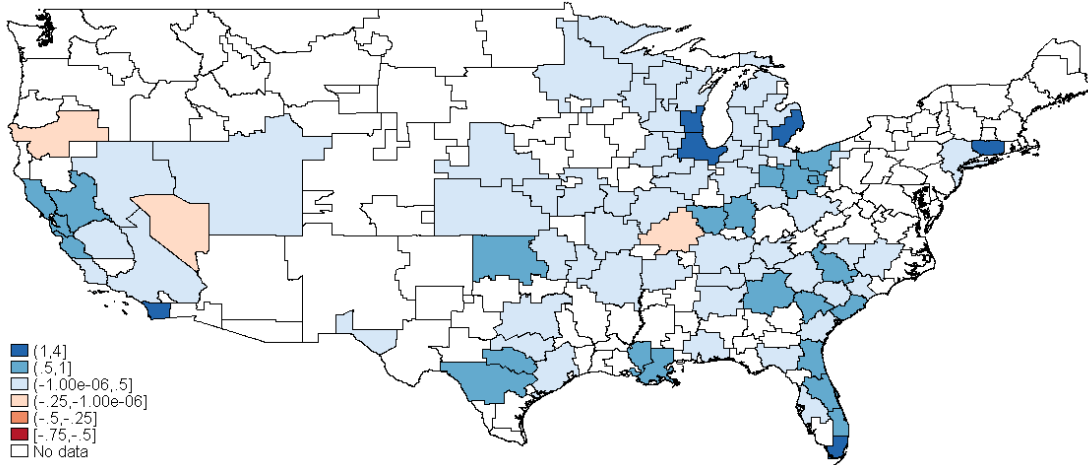 (1,4]
(.5,1]
(-1.00e-06,.5]
(-.25,-1.00e-06]
(-.5,-.25]
[-.75,-.5]
No data